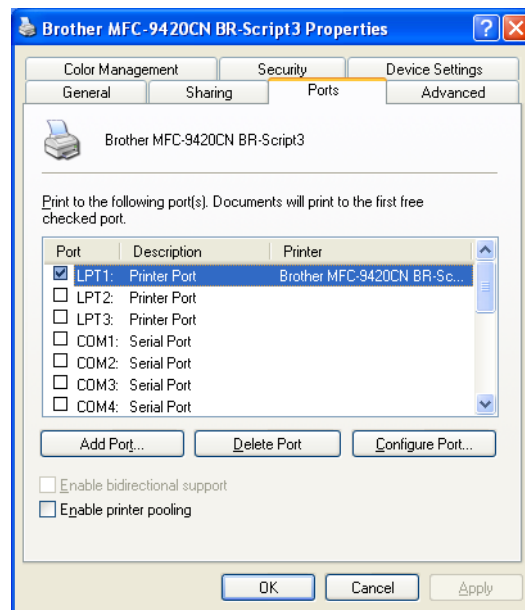 Brother MFC-9420CN BR-Script3 Properties
Color Management Security Device Settings
General Sharing Ports Advanced
Brother MFC-9420CN BR-Script3
Print to the following port(s). Documents will print to the first free
checked port.
Port Description Printer
LPT1: Printer Port Brother MFC-9420CN BR-Sc...
LPT2: Printer Port
LPT3: Printer Port
COM1: Serial Port
COM2: Serial Port
COM3: Serial Port
COM4: Serial Port
Add Port... Delete Port Configure Port...
Enable bidirectional support
Enable printer pooling
OK Cancel Apply